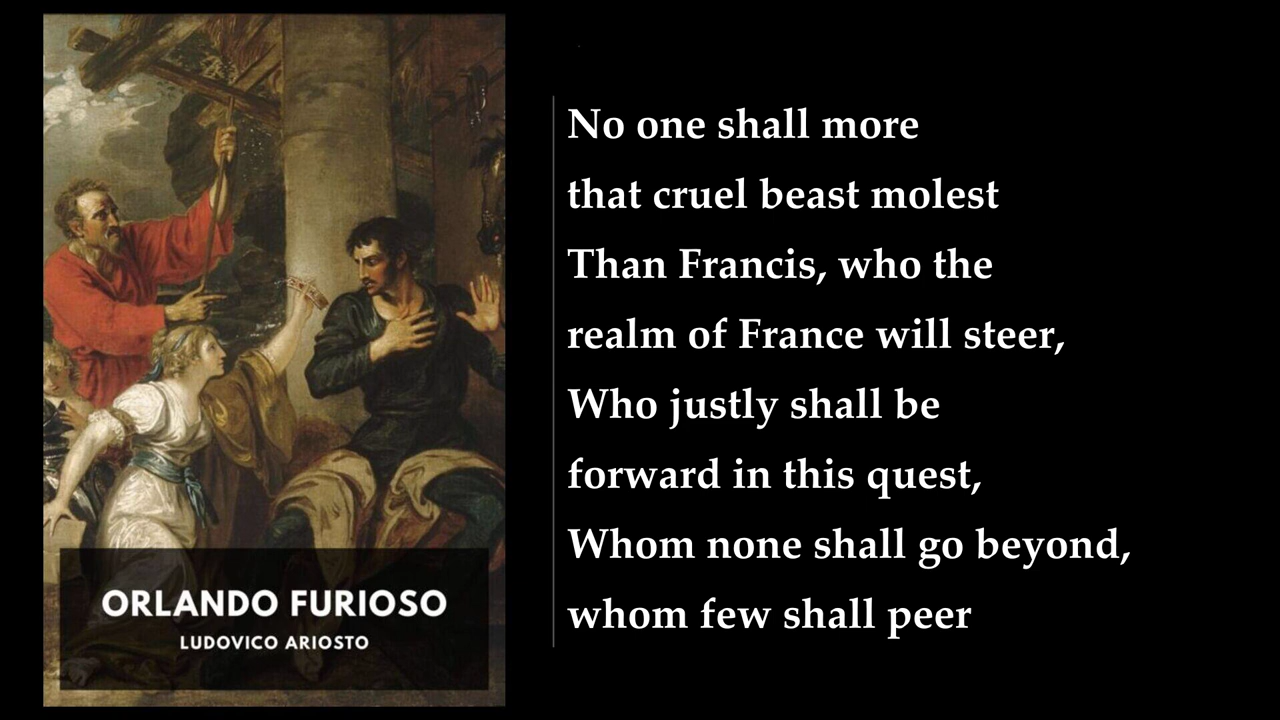 ORLANDO FURIOSO
LUDOVICO ARIOSTO
No one shall more
that cruel beast molest
Than Francis, who the
realm of France will steer,
Who justly shall be
forward in this quest,
Whom none shall go beyond,
whom few shall peer